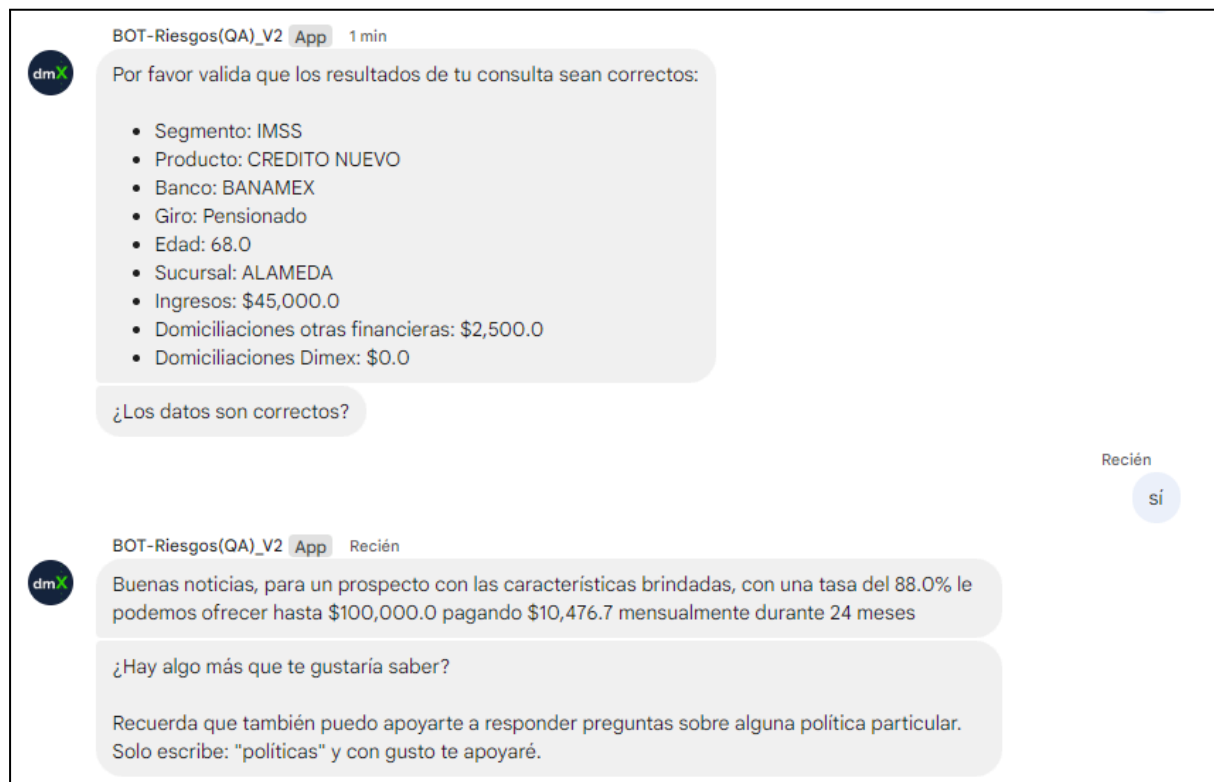 BOT-Riesgos(QA)_V2 App 1 min
dmX
Por favor valida que los resultados de tu consulta sean correctos:
• Segmento: IMSS
• Producto: CREDITO NUEVO
• Banco: BANAMEX
• Giro: Pensionado
• Edad: 68.0
• Sucursal: ALAMEDA
• Ingresos: $45,000.0
• Domiciliaciones otras financieras: $2,500.0
• Domiciliaciones Dimex: $0.0
¿Los datos son correctos?
Recién
sí
BOT-Riesgos(QA)_V2 App Recién
dmX
Buenas noticias, para un prospecto con las características brindadas, con una tasa del 88.0% le
podemos ofrecer hasta $100,000.0 pagando $10,476.7 mensualmente durante 24 meses
¿Hay algo más que te gustaría saber?
Recuerda que también puedo apoyarte a responder preguntas sobre alguna política particular.
Solo escribe: "políticas" y con gusto te apoyaré.